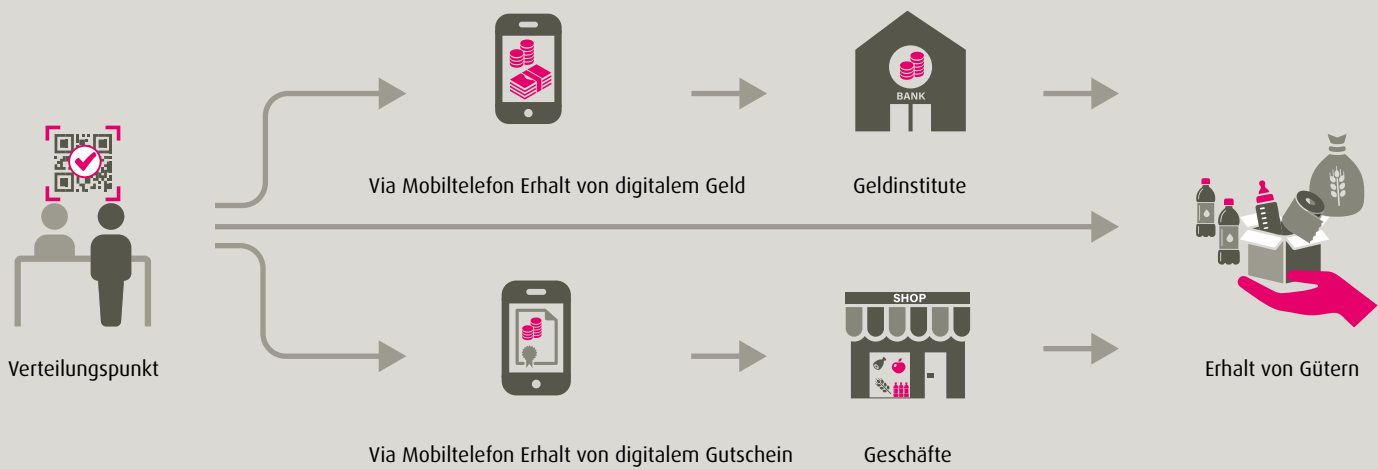 BANK
Via Mobiltelefon Erhalt von digitalem Geld
Geldinstitute
Verteilungspunkt
SHOP
Erhalt von Gütern
Via Mobiltelefon Erhalt von digitalem Gutschein
Geschäfte